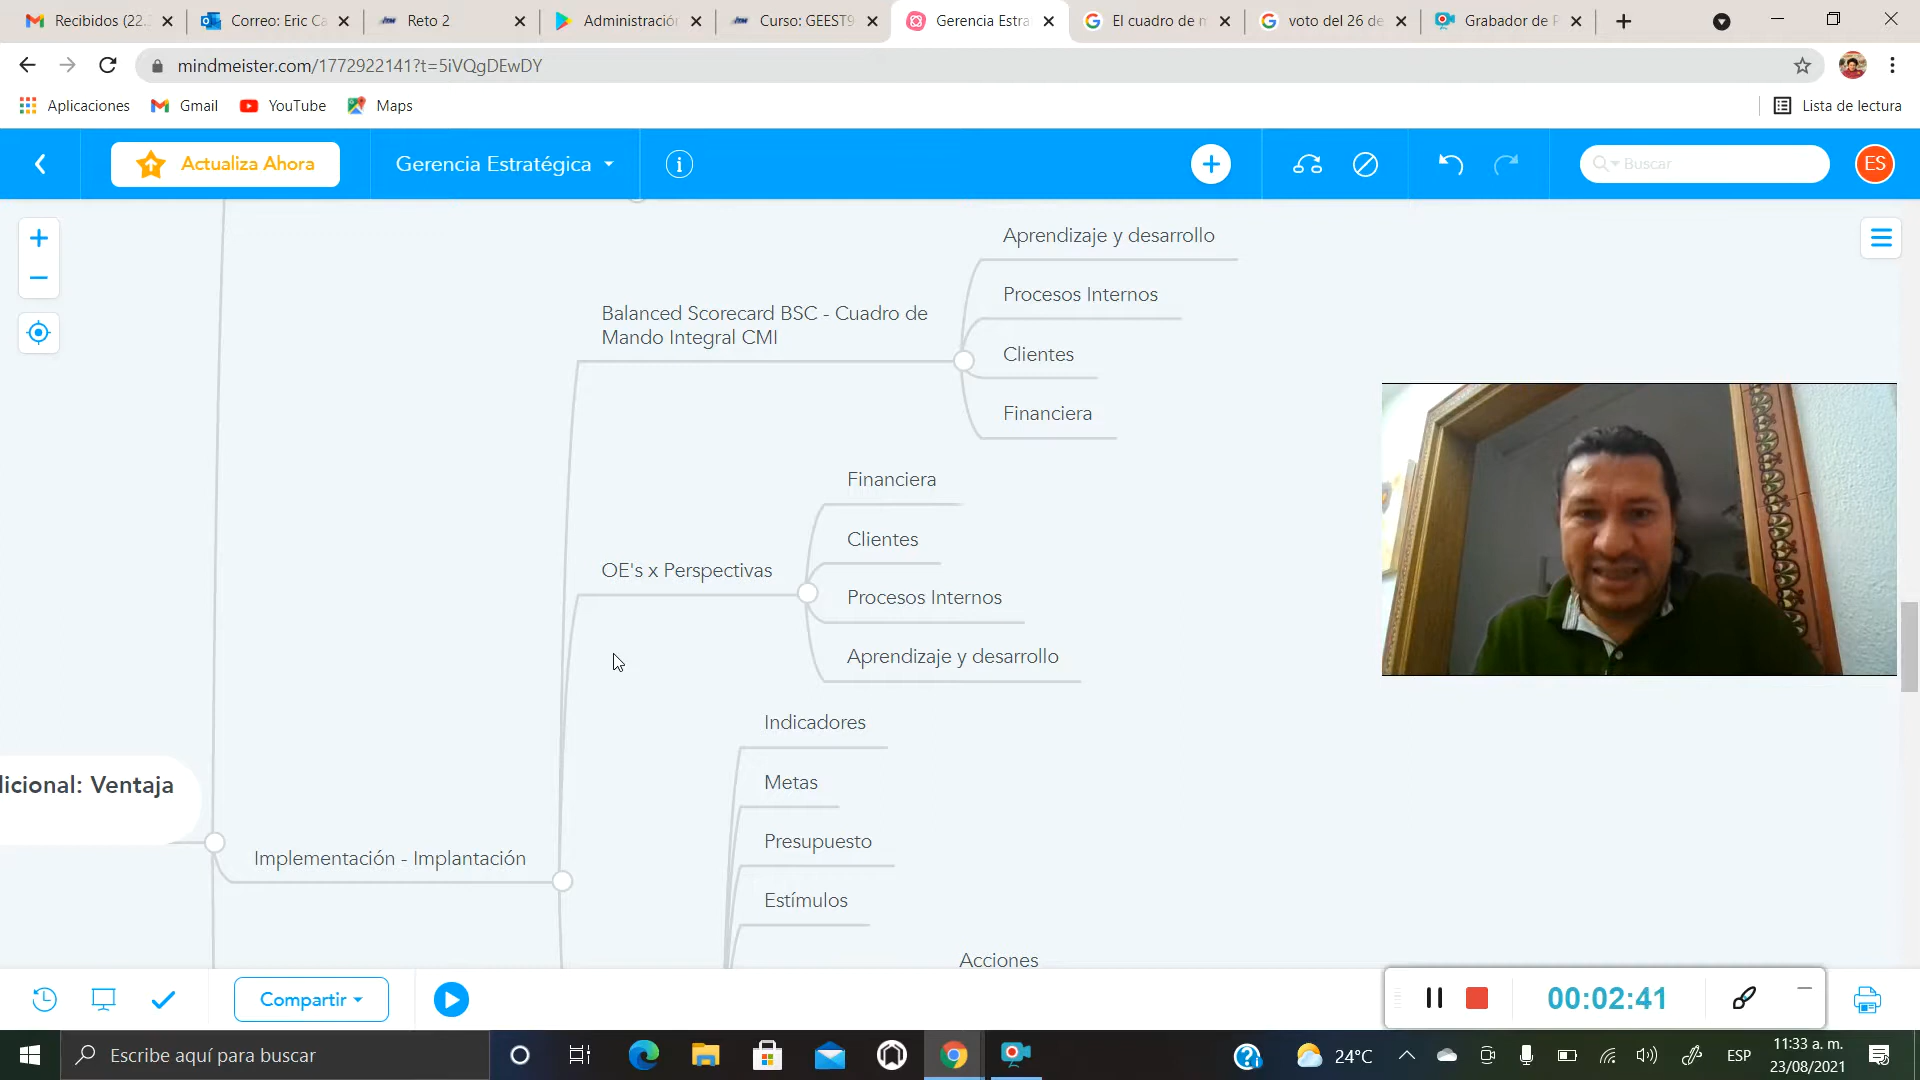 Recibidos (22.
Correo: Eric Ca
Reto 2
Administración
Curso: GEEST9
Gerencia Estra
El cuadro de m
voto del 26 de
Grabador de P
mindmeister.com/1772922141?t=5iVQgDEwDY
Aplicaciones
Gmail
YouTube
Maps
Lista de lectura
Actualiza Ahora
Gerencia Estratégica
Buscar
ES
Aprendizaje y desarrollo
Procesos Internos
Balanced Scorecard BSC - Cuadro de
Mando Integral CMI
Clientes
Financiera
Financiera
Clientes
OE's x Perspectivas
Procesos Internos
Aprendizaje y desarrollo
Indicadores
Metas
licional: Ventaja
Presupuesto
Implementación - Implantación
Estímulos
Acciones
Compartir
00:02:41
Escribe aquí para buscar
24°C
ESP
11:33 a. m.
23/08/2021